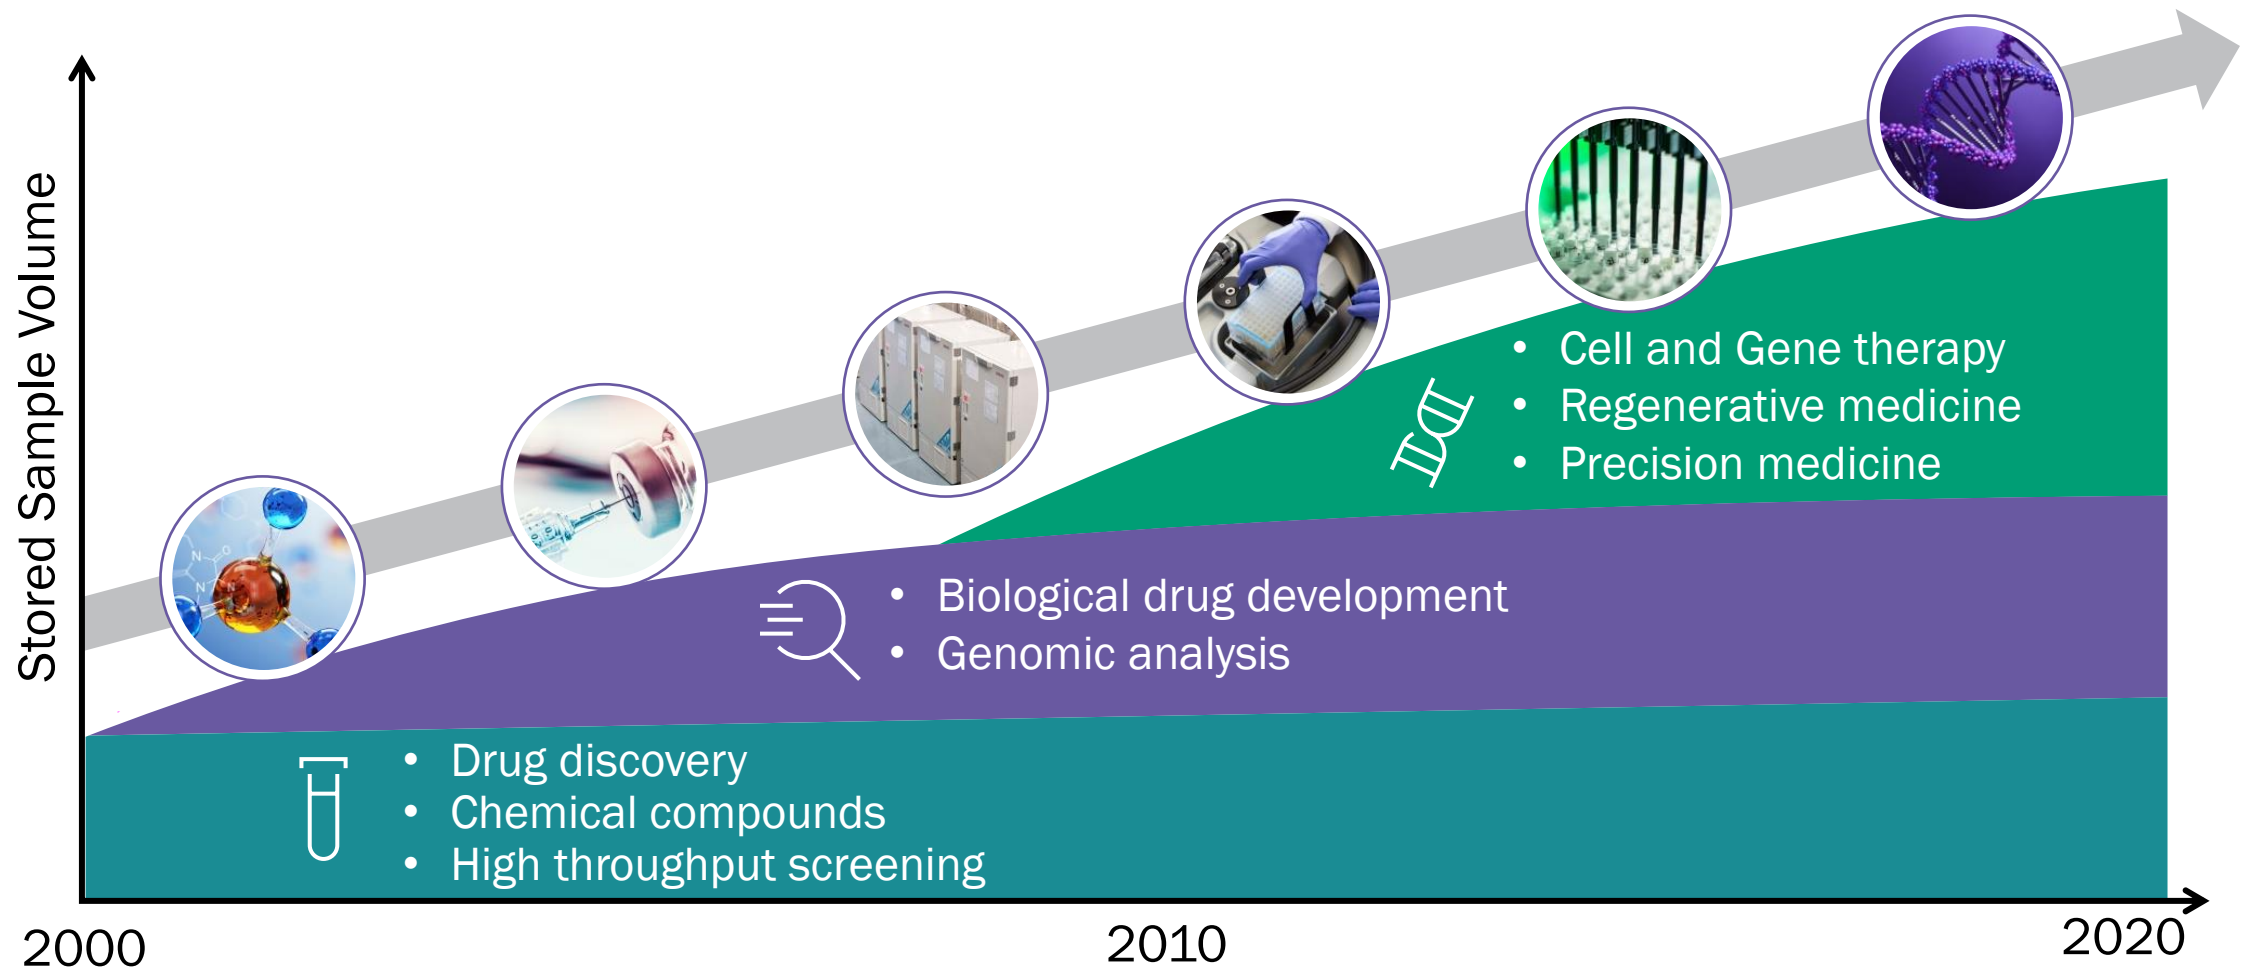 Stored Sample Volume
• Cell and Gene therapy
• Regenerative medicine
• Precision medicine
• Biological drug development
• Genomic analysis
• Drug discovery
• Chemical compounds
• High throughput screening
2000
2010
2020